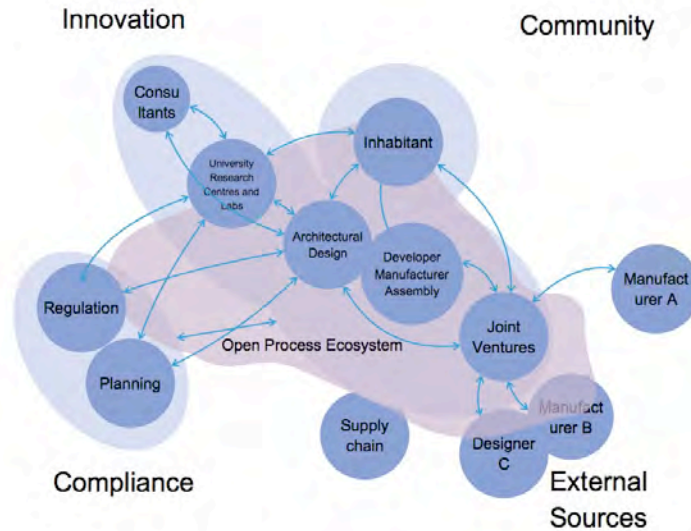 Innovation
Community
Consu
ltants
Inhabitant
University
Research
Centres and
Labs
Architectural
Design
Developer
Manufacturer
Assembly
Manufact
urer A
Regulation
Joint
Ventures
Open Process Ecosystem
Planning
Manufact
urer B
Supply
chain
Designer
C
Compliance
External
Sources